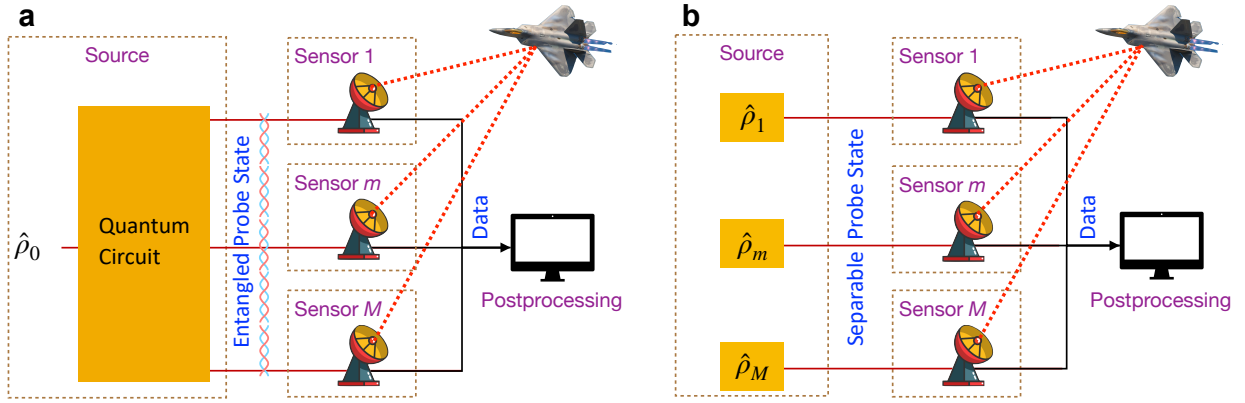 a
Source
Sensor 1
Sensor m
Sensor M
ρ̂₀
Quantum
Circuit
Entangled Probe State
Data
Postprocessing
b
Source
Sensor 1
Sensor m
Sensor M
ρ̂₁
ρ̂ₘ
ρ̂_M
Separable Probe State
Data
Postprocessing